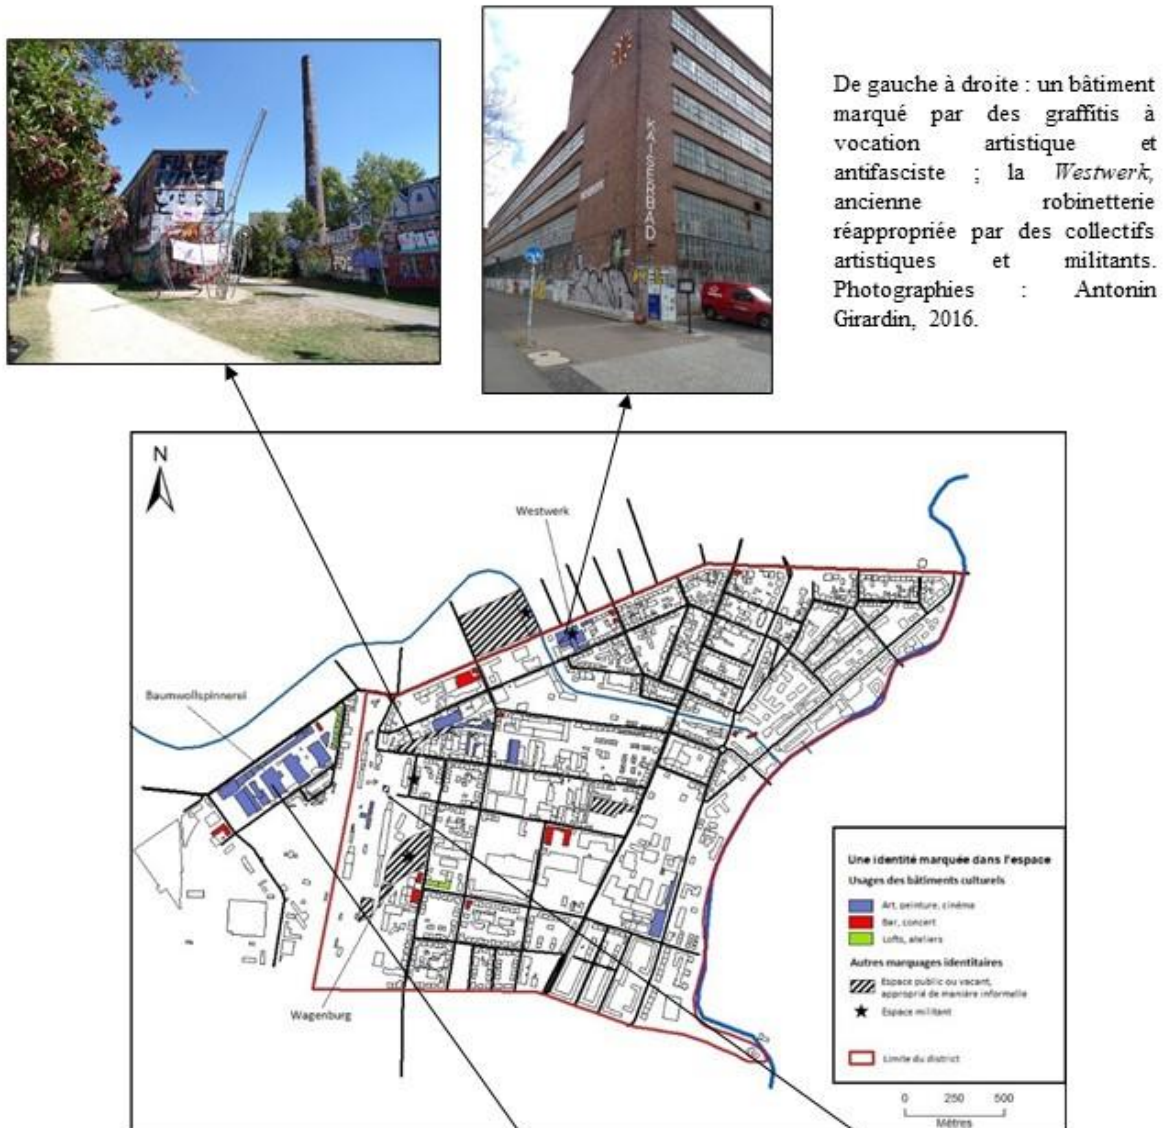 De gauche à droite : un bâtiment
marqué par des graffitis à
vocation artistique et
antifasciste ; la Westwerk,
ancienne robinetterie
réappropriée par des collectifs
artistiques et militants.
Photographies : Antonin
Girardin, 2016.
KAISERBAD
N
Westwerk
Baumwollspinnerei
Wagenburg
Une identité marquée dans l'espace
Usages des bâtiments culturels
Art, peinture, cinéma
Bar, concert
Lofts, ateliers
Autres marquages identitaires
Espace public ou vacant,
approprié de manière informelle
Espace militant
Limite du district
0 250 500
Mètres